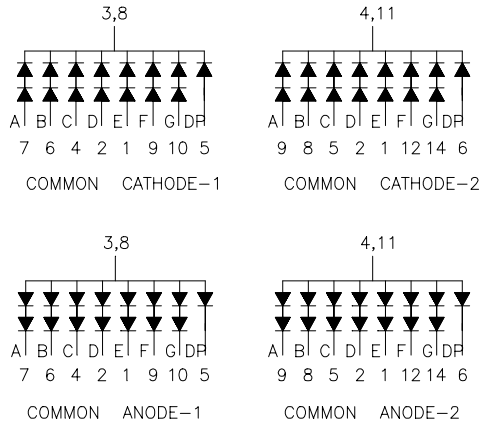 3,8 4,11
A B C D E F G DP A B C D E F G DP
7 6 4 2 1 9 10 5 9 8 5 2 1 12 14 6
COMMON CATHODE-1 COMMON CATHODE-2
3,8 4,11
A B C D E F G DP A B C D E F G DP
7 6 4 2 1 9 10 5 9 8 5 2 1 12 14 6
COMMON ANODE-1 COMMON ANODE-2